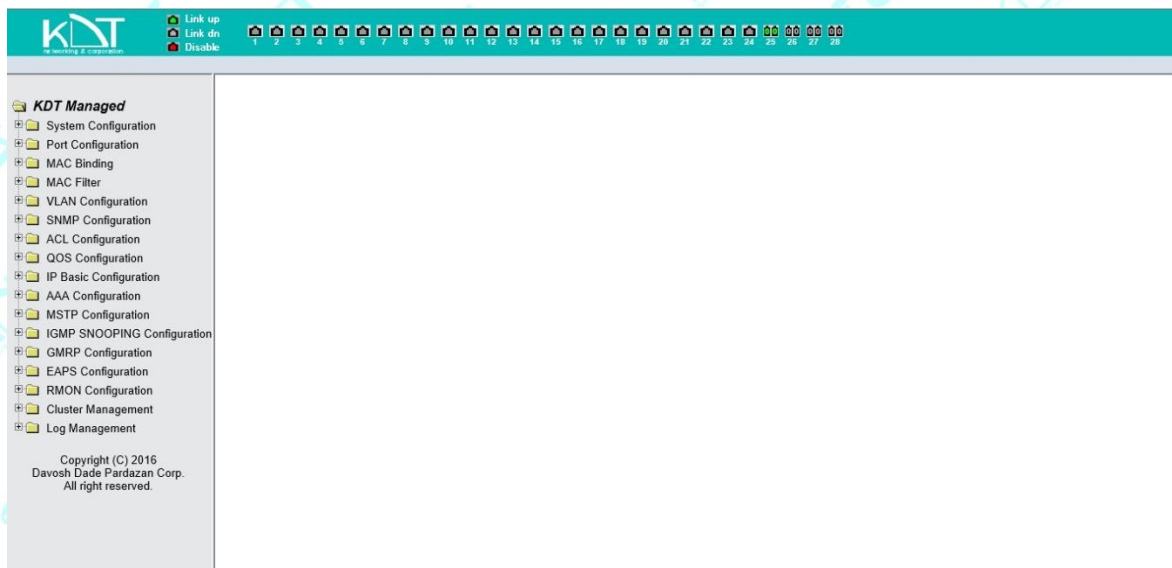 KDT
networking & corporation
Link up
Link dn
Disable
1 2 3 4 5 6 7 8 9 10 11 12 13 14 15 16 17 18 19 20 21 22 23 24 25 26 27 28
KDT Managed
System Configuration
Port Configuration
MAC Binding
MAC Filter
VLAN Configuration
SNMP Configuration
ACL Configuration
QOS Configuration
IP Basic Configuration
AAA Configuration
MSTP Configuration
IGMP SNOOPING Configuration
GMRP Configuration
EAPS Configuration
RMON Configuration
Cluster Management
Log Management
Copyright (C) 2016
Davosh Dade Pardazan Corp.
All right reserved.